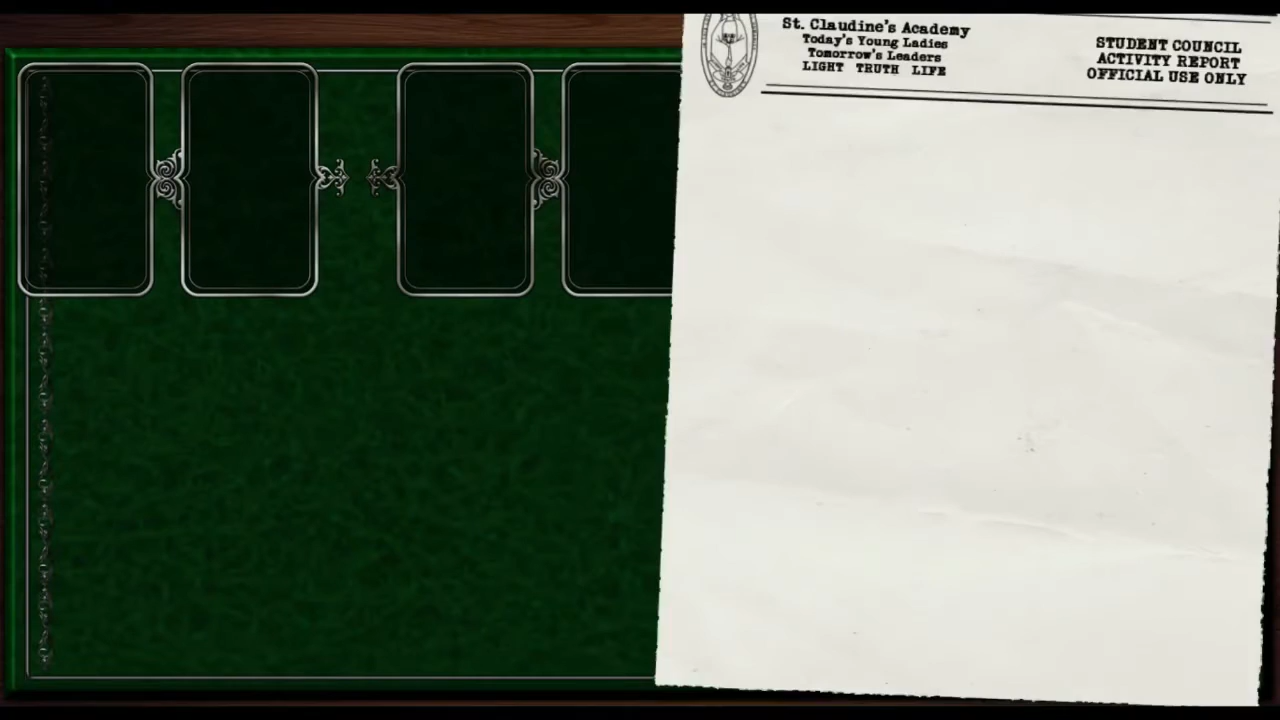 St. Claudine's Academy
Today's Young Ladies
Tomorrow's Leaders
LIGHT TRUTH LIFE
STUDENT COUNCIL
ACTIVITY REPORT
OFFICIAL USE ONLY